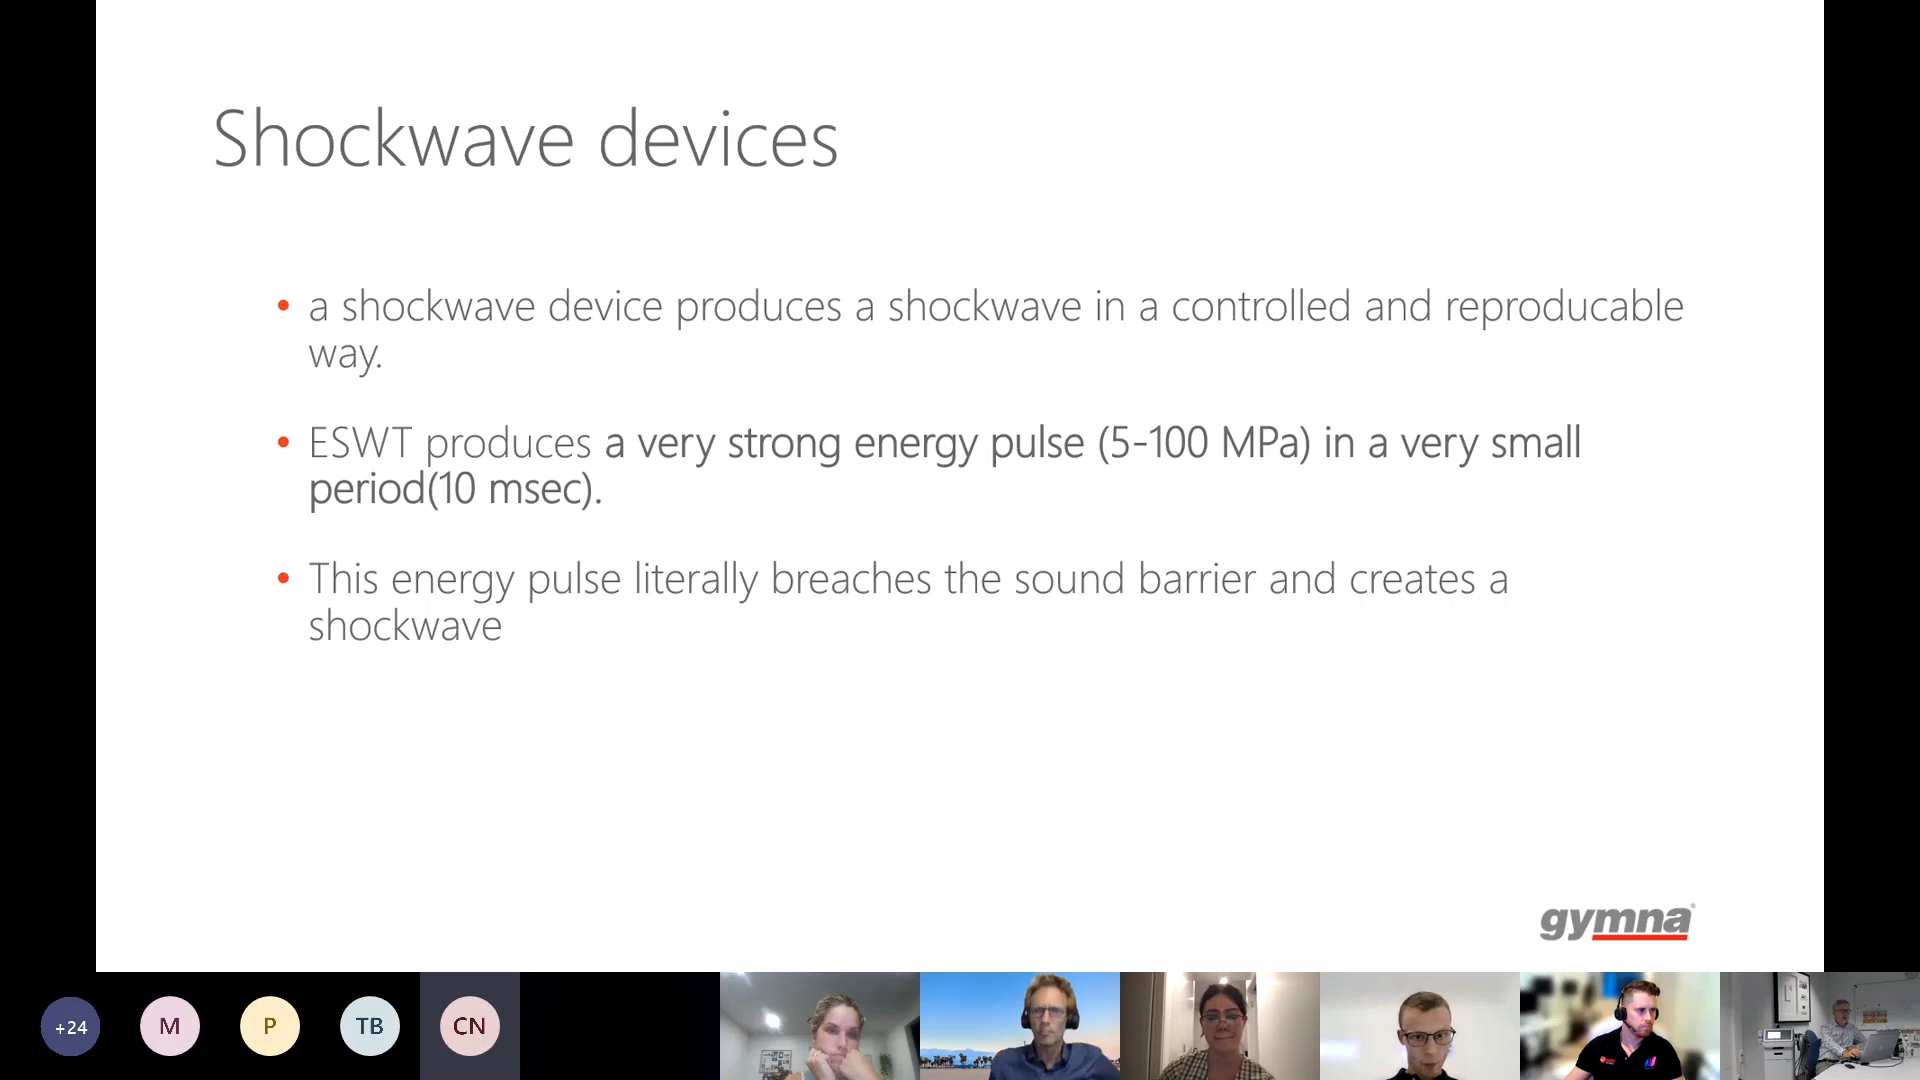 Shockwave devices
• a shockwave device produces a shockwave in a controlled and reproducable
way.
• ESWT produces a very strong energy pulse (5-100 MPa) in a very small
period(10 msec).
• This energy pulse literally breaches the sound barrier and creates a
shockwave
gymna®
+24
M
P
TB
CN